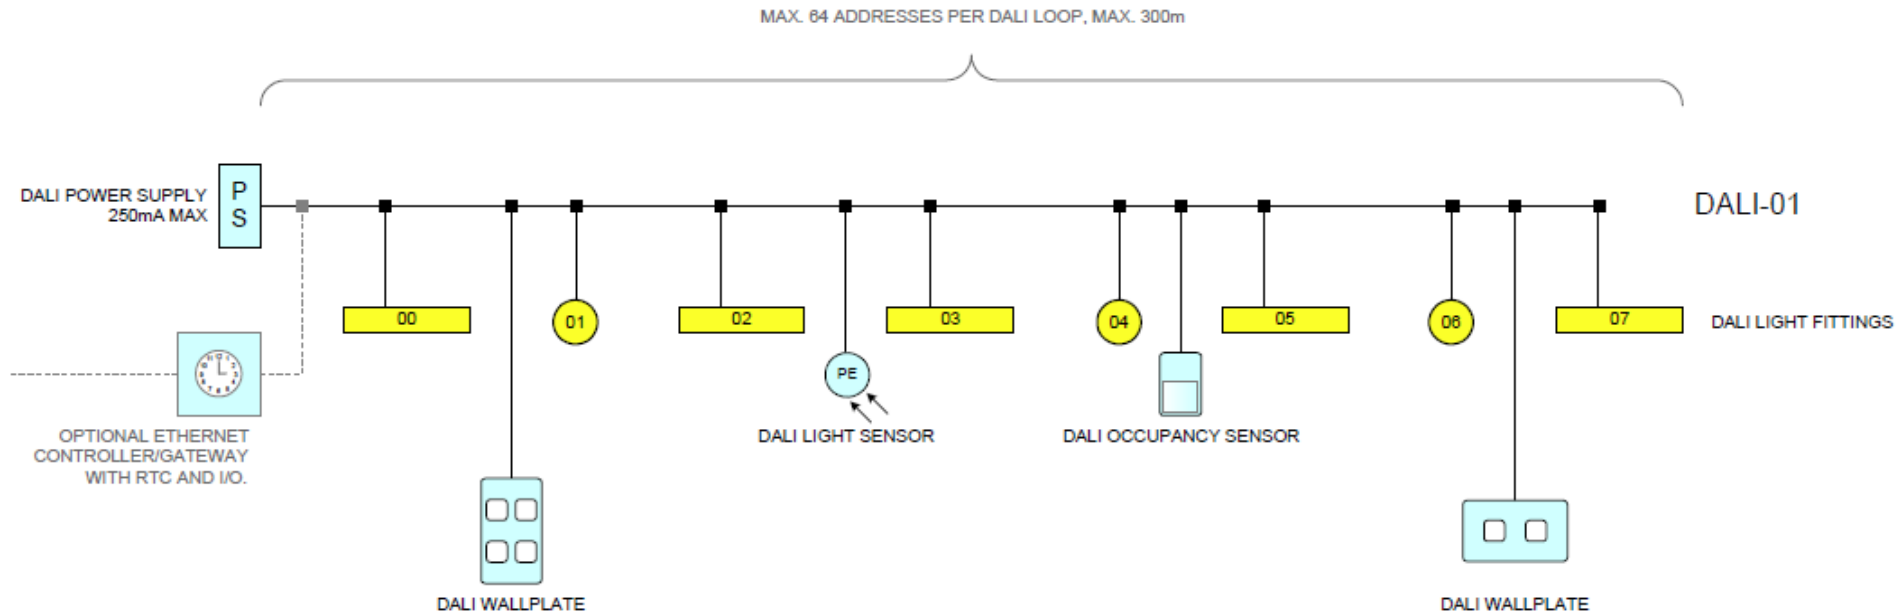 MAX. 64 ADDRESSES PER DALI LOOP, MAX. 300m
DALI POWER SUPPLY
250mA MAX
P
S
DALI-01
00
01
02
03
04
05
06
07
DALI LIGHT FITTINGS
PE
OPTIONAL ETHERNET
CONTROLLER/GATEWAY
WITH RTC AND I/O.
DALI LIGHT SENSOR
DALI OCCUPANCY SENSOR
DALI WALLPLATE
DALI WALLPLATE